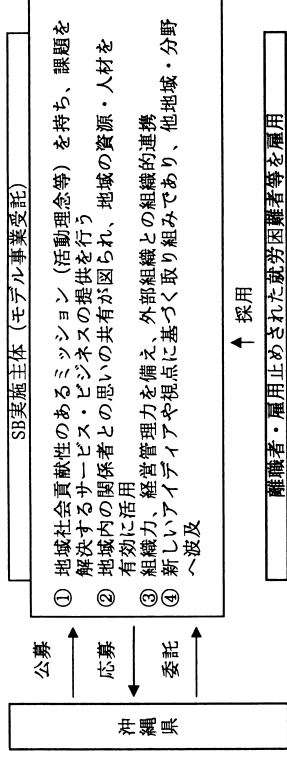 SB実施主体（モデル事業受託）
① 地域社会貢献性のあるミッション（活動理念等）を持ち、課題を
解決するサービス・ビジネスの提供を行う
② 地域内の関係者との思いの共有が図られ、地域の資源・人材を
有効に活用
③ 組織力、経営管理力を備え、外部組織との組織的連携
④ 新しいアイディアや視点に基づく取り組みであり、他地域・分野
へ波及
公募
応募
委託
沖縄県
採用
離職者・雇用止めされた就労困難者等を雇用